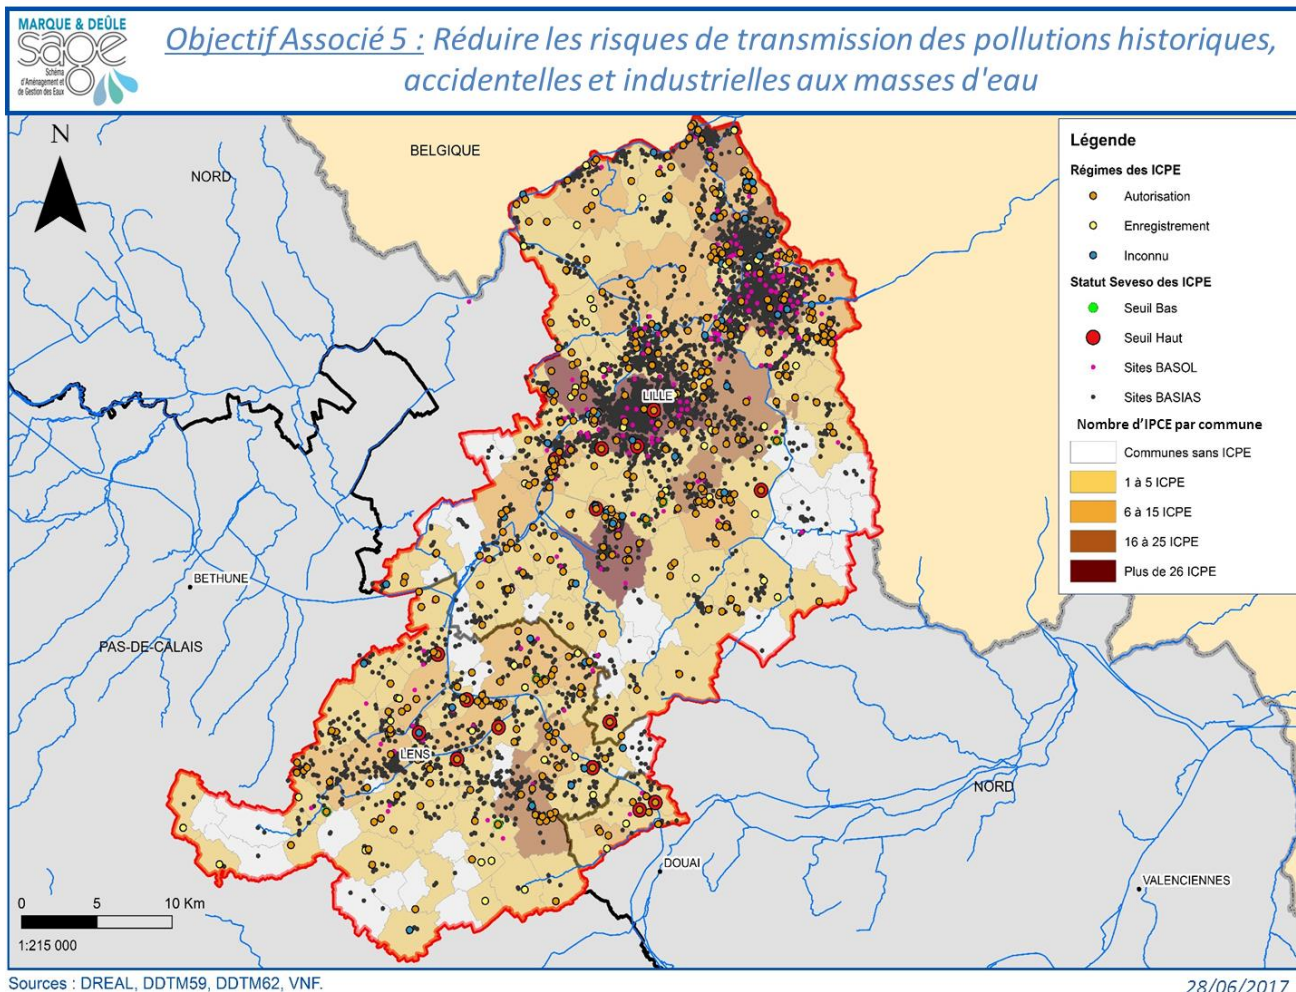 MARQUE & DEÛLE
sage
Schéma
d'Aménagement et
de Gestion des Eaux
Objectif Associé 5 : Réduire les risques de transmission des pollutions historiques,
accidentelles et industrielles aux masses d'eau
N
NORD
BELGIQUE
LILLE
BETHUNE
PAS-DE-CALAIS
LENS
NORD
DOUAI
VALENCIENNES
0 5 10 Km
1:215 000
Légende
Régimes des ICPE
Autorisation
Enregistrement
Inconnu
Statut Seveso des ICPE
Seuil Bas
Seuil Haut
Sites BASOL
Sites BASIAS
Nombre d'IPCE par commune
Communes sans ICPE
1 à 5 ICPE
6 à 15 ICPE
16 à 25 ICPE
Plus de 26 ICPE
Sources : DREAL, DDTM59, DDTM62, VNF.
28/06/2017